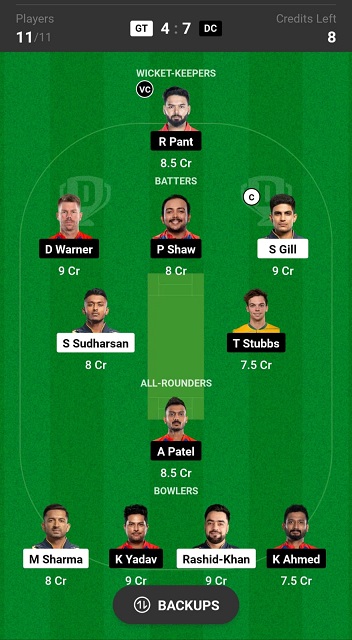 Players
Credits Left
11/11
GT 4 : 7 DC
8
WICKET-KEEPERS
VC
R Pant
8.5 Cr
BATTERS
C
D Warner P Shaw S Gill
9 Cr 8 Cr 9 Cr
S Sudharsan T Stubbs
8 Cr 7.5 Cr
ALL-ROUNDERS
A Patel
8.5 Cr
BOWLERS
M Sharma K Yadav Rashid-Khan K Ahmed
8 Cr 9 Cr 9 Cr 7.5 Cr
BACKUPS